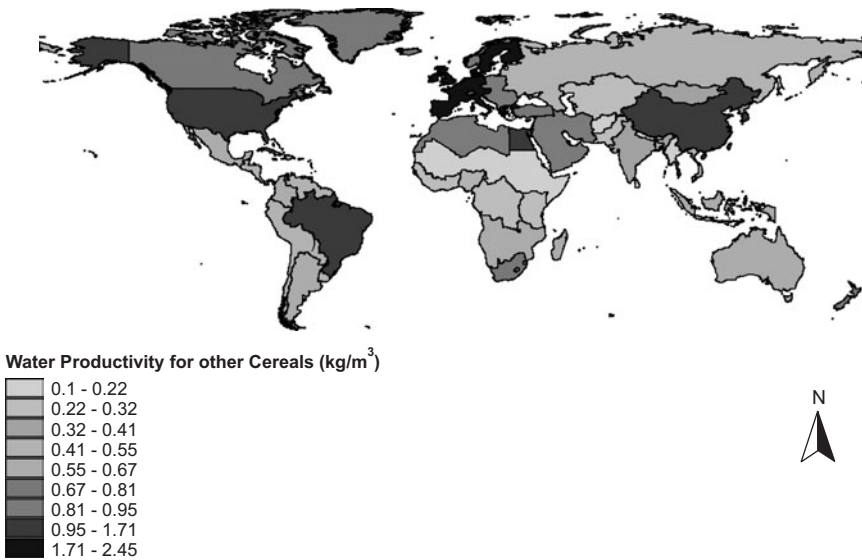 Water Productivity for other Cereals (kg/m³)
0.1 - 0.22
0.22 - 0.32
0.32 - 0.41
0.41 - 0.55
0.55 - 0.67
0.67 - 0.81
0.81 - 0.95
0.95 - 1.71
1.71 - 2.45
N